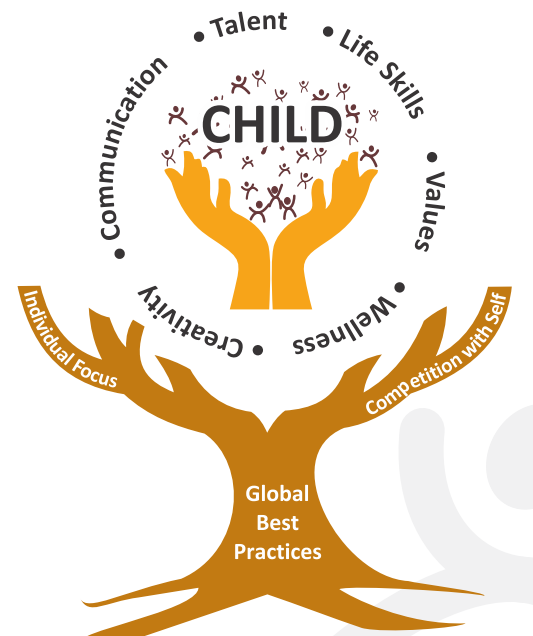 • Talent
• Life Skills
• Values
• Wellness
• Creativity
• Communication
CHILD
Individual Focus
Competition with Self
Global
Best
Practices